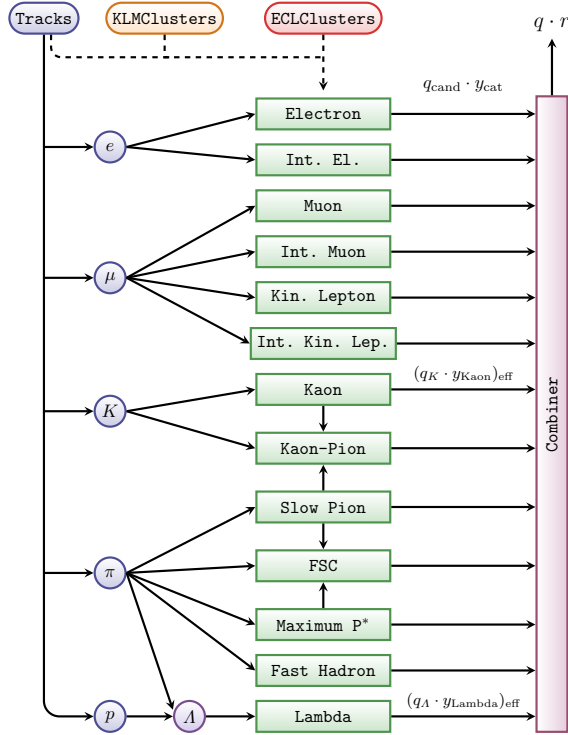 Tracks KLMClusters ECLClusters q · r
q_cand · y_cat
Electron
e
Int. El.
Muon
Int. Muon
μ
Kin. Lepton
Int. Kin. Lep.
Kaon (q_K · y_Kaon)_eff
K
Kaon-Pion
Combiner
Slow Pion
FSC
π
Maximum P*
Fast Hadron
p Λ Lambda (q_Λ · y_Lambda)_eff